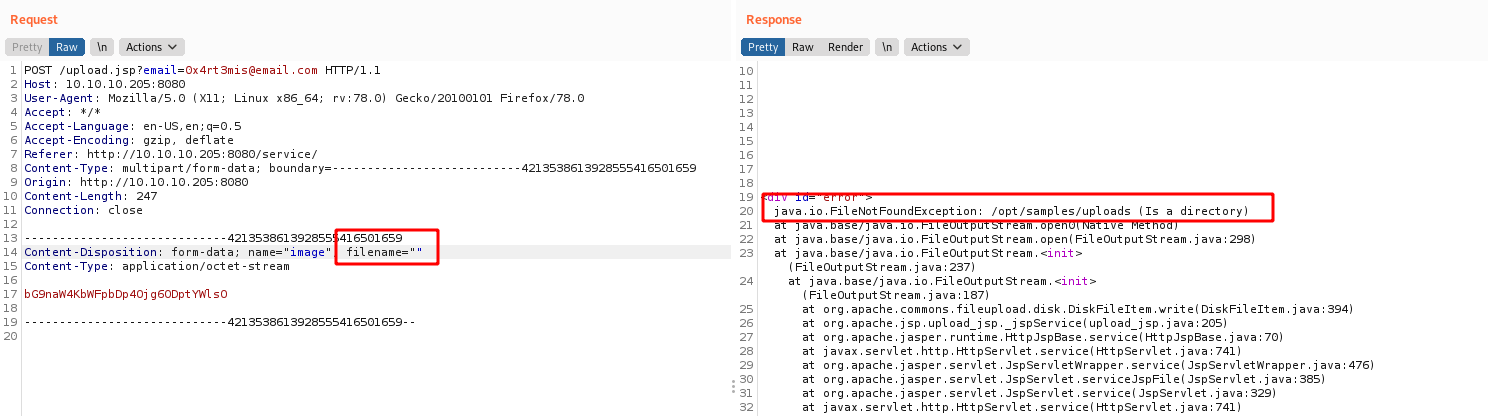 Request
Pretty Raw \n Actions
1 POST /upload.jsp?email=0x4rt3mis@email.com HTTP/1.1
2 Host: 10.10.10.205:8080
3 User-Agent: Mozilla/5.0 (X11; Linux x86_64; rv:78.0) Gecko/20100101 Firefox/78.0
4 Accept: */*
5 Accept-Language: en-US,en;q=0.5
6 Accept-Encoding: gzip, deflate
7 Referer: http://10.10.10.205:8080/service/
8 Content-Type: multipart/form-data; boundary=---------------------------4213538613928555416501659
9 Origin: http://10.10.10.205:8080
10 Content-Length: 247
11 Connection: close
12
13 -----------------------------4213538613928555416501659
14 Content-Disposition: form-data; name="image" filename=""
15 Content-Type: application/octet-stream
16
17 bG9naW4KbWFpbDp4Ojg6ODptYWlsO
18
19 -----------------------------4213538613928555416501659--
20
Response
Pretty Raw Render \n Actions
10
11
12
13
14
15
16
17
18
19 <div id="error">
20 java.io.FileNotFoundException: /opt/samples/uploads (Is a directory)
21 at java.base/java.io.FileOutputStream.open0(Native Method)
22 at java.base/java.io.FileOutputStream.open(FileOutputStream.java:298)
23 at java.base/java.io.FileOutputStream.<init>
(FileOutputStream.java:237)
24 at java.base/java.io.FileOutputStream.<init>
(FileOutputStream.java:187)
25 at org.apache.commons.fileupload.disk.DiskFileItem.write(DiskFileItem.java:394)
26 at org.apache.jsp.upload_jsp._jspService(upload_jsp.java:205)
27 at org.apache.jasper.runtime.HttpJspBase.service(HttpJspBase.java:70)
28 at javax.servlet.http.HttpServlet.service(HttpServlet.java:741)
29 at org.apache.jasper.servlet.JspServletWrapper.service(JspServletWrapper.java:476)
30 at org.apache.jasper.servlet.JspServlet.serviceJspFile(JspServlet.java:385)
31 at org.apache.jasper.servlet.JspServlet.service(JspServlet.java:329)
32 at javax.servlet.http.HttpServlet.service(HttpServlet.java:741)